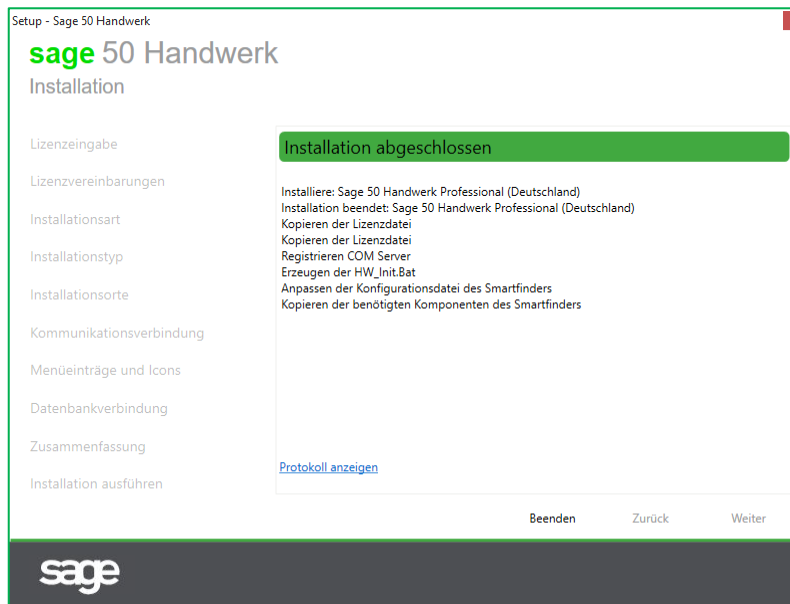 Setup - Sage 50 Handwerk
sage 50 Handwerk
Installation
Lizenzeingabe
Lizenzvereinbarungen
Installationsart
Installationstyp
Installationsorte
Kommunikationsverbindung
Menüeinträge und Icons
Datenbankverbindung
Zusammenfassung
Installation ausführen
Installation abgeschlossen
Installiere: Sage 50 Handwerk Professional (Deutschland)
Installation beendet: Sage 50 Handwerk Professional (Deutschland)
Kopieren der Lizenzdatei
Kopieren der Lizenzdatei
Registrieren COM Server
Erzeugen der HW_Init.Bat
Anpassen der Konfigurationsdatei des Smartfinders
Kopieren der benötigten Komponenten des Smartfinders
Protokoll anzeigen
Beenden Zurück Weiter
sage